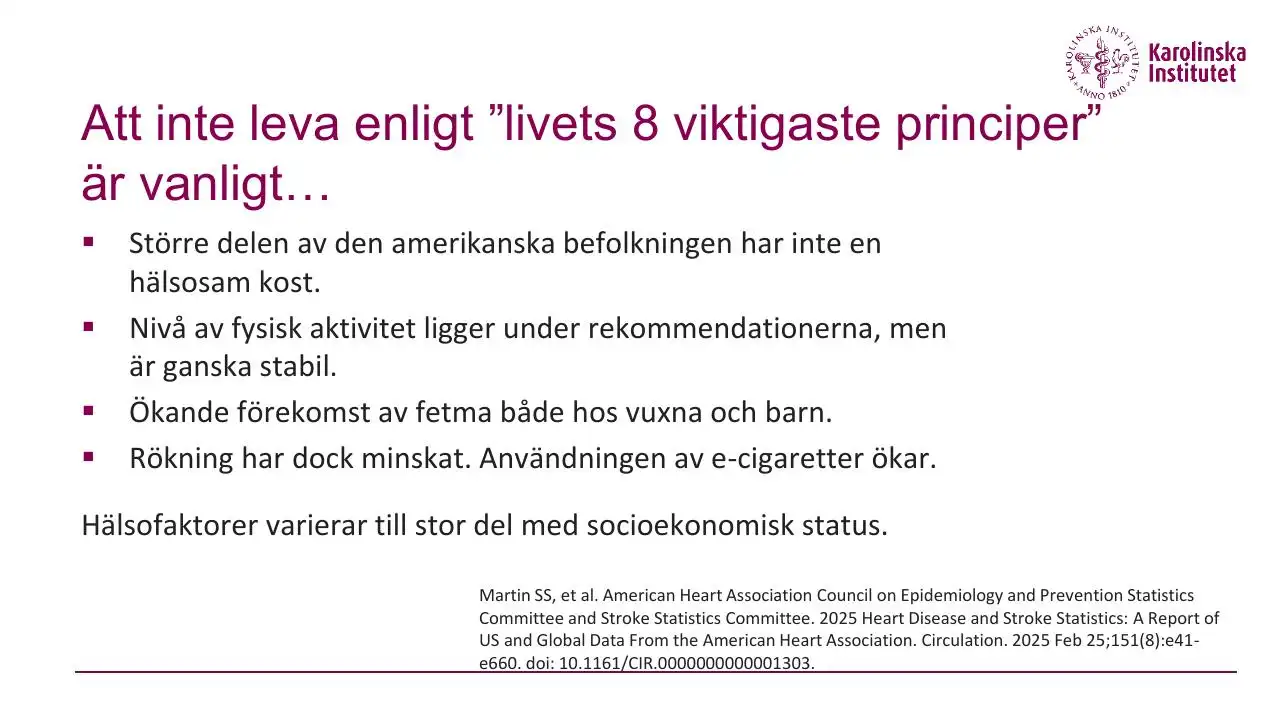 KAROLINSKA INSTITUTET ANNO 1810
Karolinska
Institutet
Att inte leva enligt ”livets 8 viktigaste principer”
är vanligt…
▪ Större delen av den amerikanska befolkningen har inte en
hälsosam kost.
▪ Nivå av fysisk aktivitet ligger under rekommendationerna, men
är ganska stabil.
▪ Ökande förekomst av fetma både hos vuxna och barn.
▪ Rökning har dock minskat. Användningen av e-cigaretter ökar.
Hälsofaktorer varierar till stor del med socioekonomisk status.
Martin SS, et al. American Heart Association Council on Epidemiology and Prevention Statistics
Committee and Stroke Statistics Committee. 2025 Heart Disease and Stroke Statistics: A Report of
US and Global Data From the American Heart Association. Circulation. 2025 Feb 25;151(8):e41-
e660. doi: 10.1161/CIR.0000000000001303.